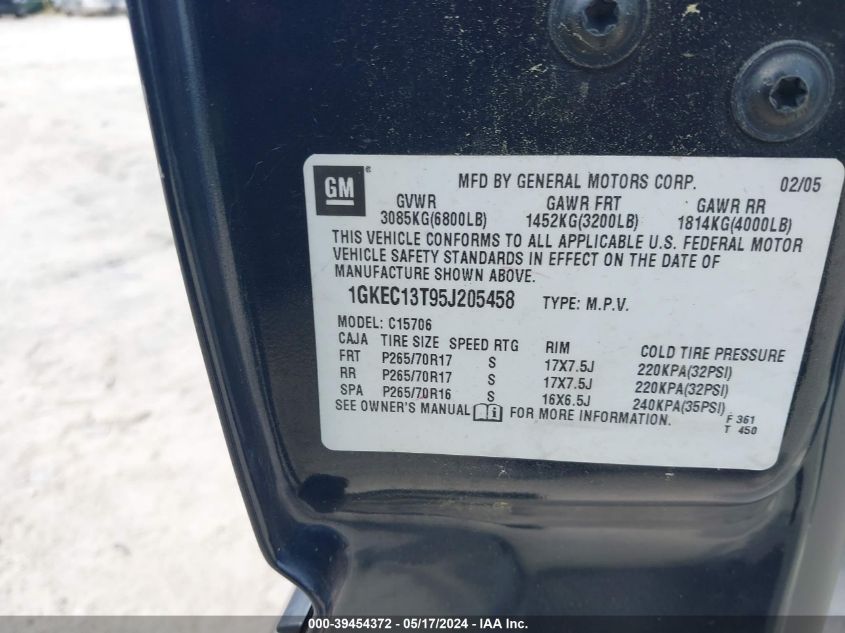 GM® MFD BY GENERAL MOTORS CORP. 02/05
GVWR GAWR FRT GAWR RR
3085KG(6800LB) 1452KG(3200LB) 1814KG(4000LB)
THIS VEHICLE CONFORMS TO ALL APPLICABLE U.S. FEDERAL MOTOR
VEHICLE SAFETY STANDARDS IN EFFECT ON THE DATE OF
MANUFACTURE SHOWN ABOVE.
1GKEC13T95J205458 TYPE: M.P.V.
MODEL: C15706
CAJA TIRE SIZE SPEED RTG RIM COLD TIRE PRESSURE
FRT P265/70R17 S 17X7.5J 220KPA(32PSI)
RR P265/70R17 S 17X7.5J 220KPA(32PSI)
SPA P265/70R16 S 16X6.5J 240KPA(35PSI)
SEE OWNER'S MANUAL FOR MORE INFORMATION.
F 361
T 450
000-39454372 - 05/17/2024 - Copyright © 2024 IAA, Inc.